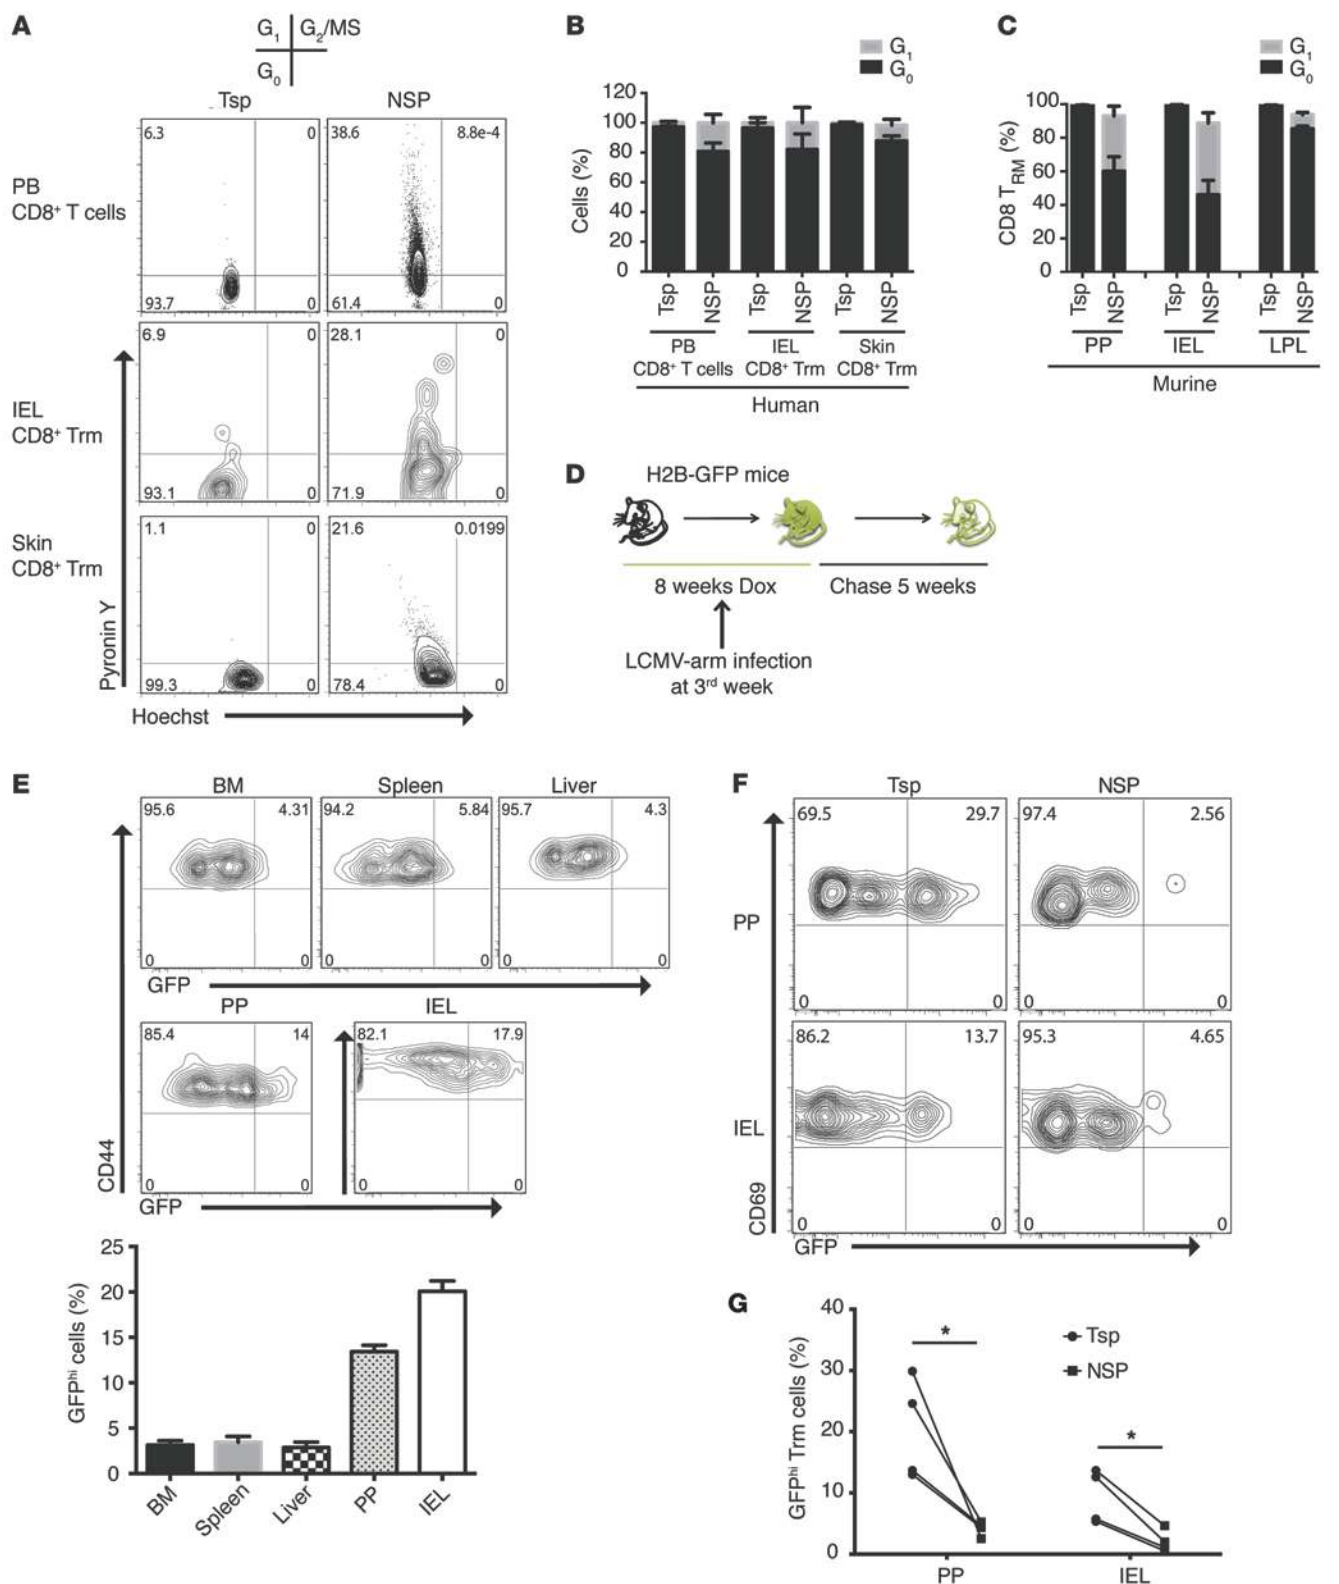 A
G1 G2/MS
G0
Tsp NSP
PB
CD8+ T cells
6.3 0
93.7 0
38.6 8.8e-4
61.4 0
IEL
CD8+ Trm
6.9 0
93.1 0
28.1 0
71.9 0
Skin
CD8+ Trm
1.1 0
99.3 0
21.6 0.0199
78.4 0
Pyronin Y
Hoechst
B
G1
G0
Cells (%)
120
100
80
60
40
20
0
Tsp NSP Tsp NSP Tsp NSP
PB IEL Skin
CD8+ T cells CD8+ Trm CD8+ Trm
Human
C
G1
G0
CD8 TRM (%)
100
80
60
40
20
0
Tsp NSP Tsp NSP Tsp NSP
PP IEL LPL
Murine
D
H2B-GFP mice
8 weeks Dox Chase 5 weeks
LCMV-arm infection
at 3rd week
E
BM Spleen Liver
95.6 4.31 94.2 5.84 95.7 4.3
0 0 0 0 0 0
GFP
PP IEL
85.4 14 82.1 17.9
0 0 0 0
CD44
GFP
GFPhi cells (%)
25
20
15
10
5
0
BM Spleen Liver PP IEL
F
Tsp NSP
PP
69.5 29.7 97.4 2.56
0 0 0 0
IEL
86.2 13.7 95.3 4.65
0 0 0 0
CD69
GFP
G
GFPhi Trm cells (%)
40
30
20
10
0
* *
Tsp
NSP
PP IEL